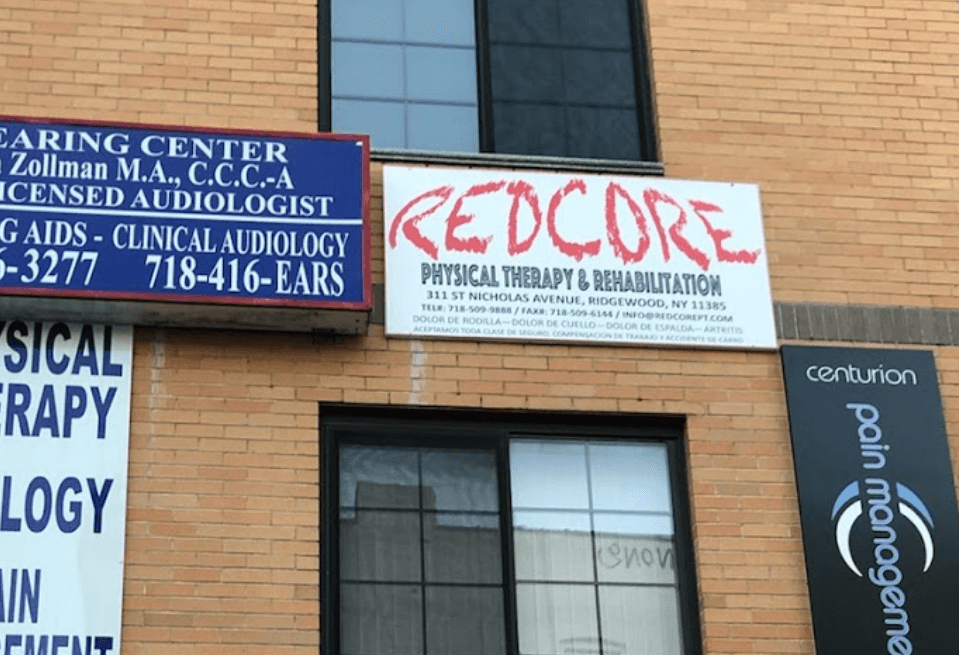 EARING CENTER
Zollman M.A., C.C.C.-A
ICENSED AUDIOLOGIST
G AIDS - CLINICAL AUDIOLOGY
-3277 718-416-EARS
REDCORE
PHYSICAL THERAPY & REHABILITATION
311 ST NICHOLAS AVENUE, RIDGEWOOD, NY 11385
TEL#: 718-509-9888 / FAX#: 718-509-6144 / INFO@REDCOREPT.COM
DOLOR DE RODILLA—DOLOR DE CUELLO—DOLOR DE ESPALDA—ARTRITIS
ACEPTAMOS TODA CLASE DE SEGURO, COMPENSACION DE TRABAJO Y ACCIDENTE DE CARRO
YSICAL
ERAPY
LOGY
AIN
EMENT
centurion
pain manageme